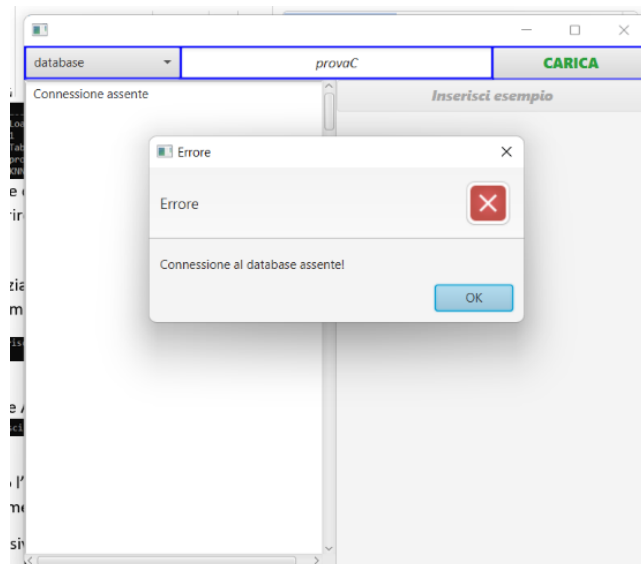 database
provaC
CARICA
Connessione assente
Inserisci esempio
Errore
Errore
Connessione al database assente!
OK